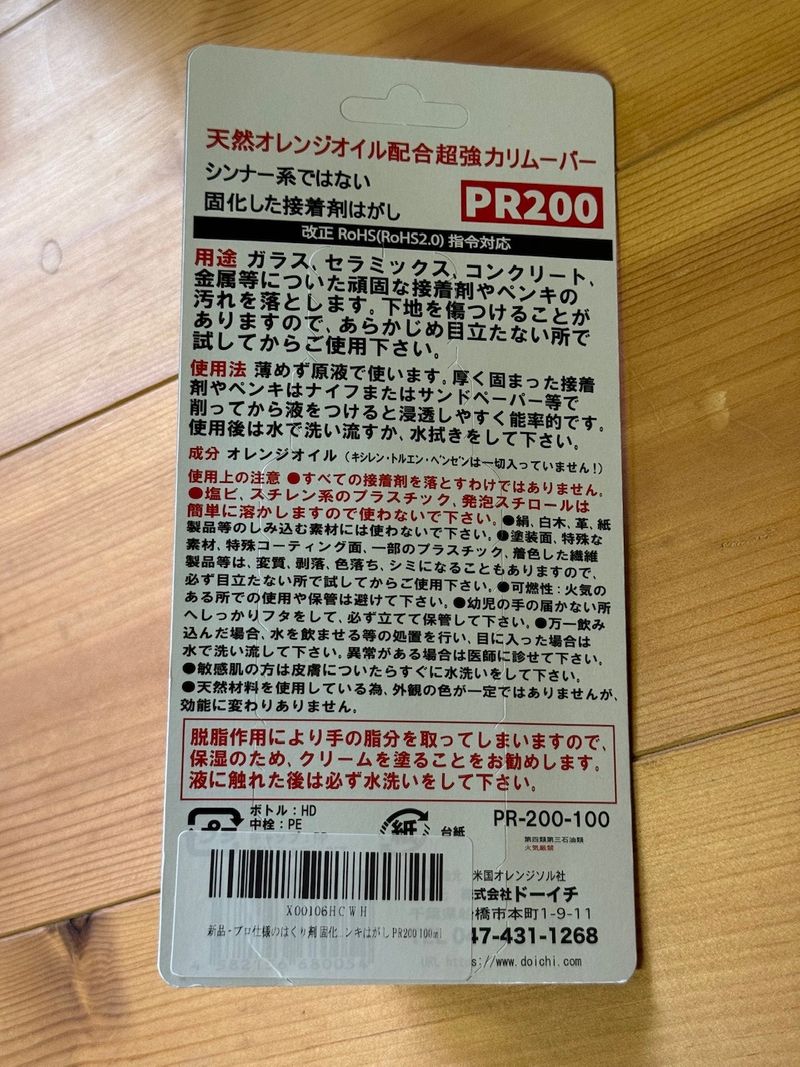 天然オレンジオイル配合超強力リムーバー
シンナー系ではない
固化した接着剤はがし
PR200
改正 RoHS(RoHS2.0) 指令対応
用途 ガラス、セラミックス、コンクリート、
金属等についた頑固な接着剤やペンキの
汚れを落とします。下地を傷つけることが
ありますので、あらかじめ目立たない所で
試してからご使用下さい。
使用法 薄めず原液で使います。厚く固まった接着
剤やペンキはナイフまたはサンドペーパー等で
削ってから液をつけると浸透しやすく能率的です。
使用後は水で洗い流すか、水拭きをして下さい。
成分 オレンジオイル（キシレン・トルエン・ベンゼンは一切入っていません!）
使用上の注意 ●すべての接着剤を落とすわけではありません。
●塩ビ、スチレン系のプラスチック、発泡スチロールは
簡単に溶かしますので使わないで下さい。●絹、白木、革、紙
製品等のしみ込む素材には使わないで下さい。●塗装面、特殊な
素材、特殊コーティング面、一部のプラスチック、着色した繊維
製品等は、変質、剥落、色落ち、シミになることもありますので、
必ず目立たない所で試してからご使用下さい。●可燃性：火気の
ある所での使用や保管は避けて下さい。●幼児の手の届かない所
へしっかりフタをして、必ず立てて保管して下さい。●万一飲み
込んだ場合、水を飲ませる等の処置を行い、目に入った場合は
水で洗い流して下さい。異常がある場合は医師に診せて下さい。
●敏感肌の方は皮膚についたらすぐに水洗いをして下さい。
●天然材料を使用している為、外観の色が一定ではありませんが、
効能に変わりありません。
脱脂作用により手の脂分を取ってしまいますので、
保湿のため、クリームを塗ることをお勧めします。
液に触れた後は必ず水洗いをして下さい。
ボトル：HD
中栓：PE
紙
台紙
PR-200-100
第四類第三石油類
火気厳禁
米国オレンジソル社
株式会社ドーイチ
橋市本町1-9-11
047-431-1268
URL https://www.doichi.com
X00106HCWH
新品 - プロ仕様のはくり剤 固化...ンキはがし PR200 100ml